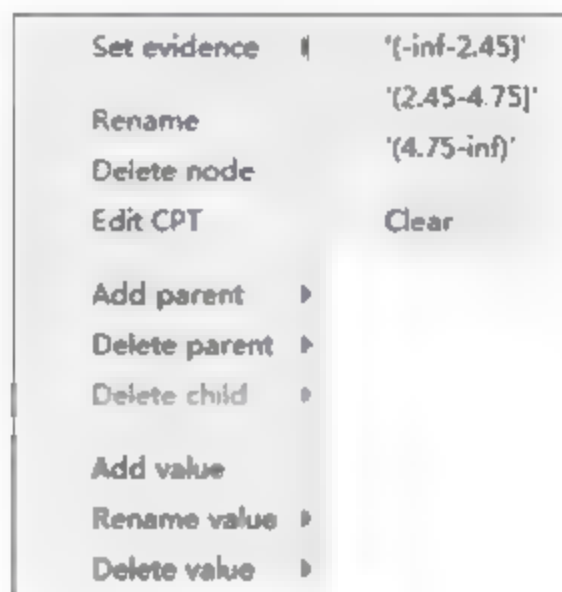 Set evidence
Rename
Delete node
Edit CPT
Add parent
Delete parent
Delete child
Add value
Rename value
Delete value
'(-inf-2.45]'
'(2.45-4.75]'
'(4.75-inf)'
Clear